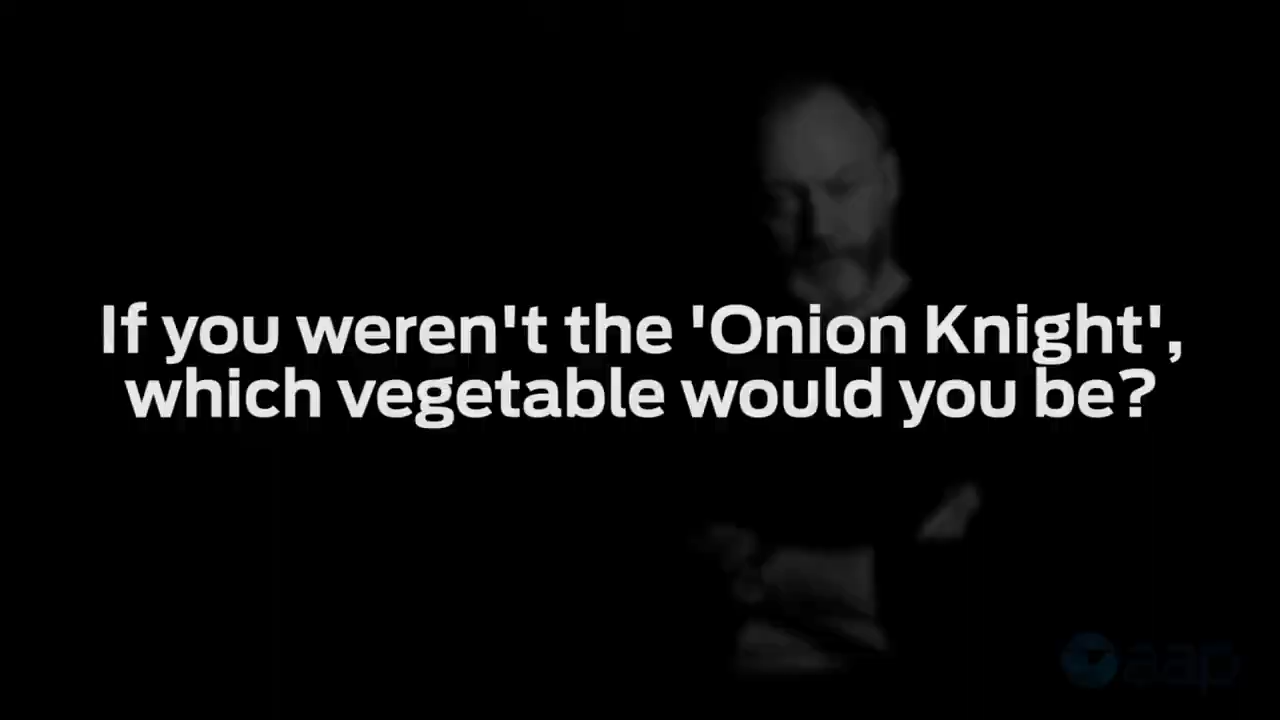 If you weren't the 'Onion Knight',
which vegetable would you be?
aap